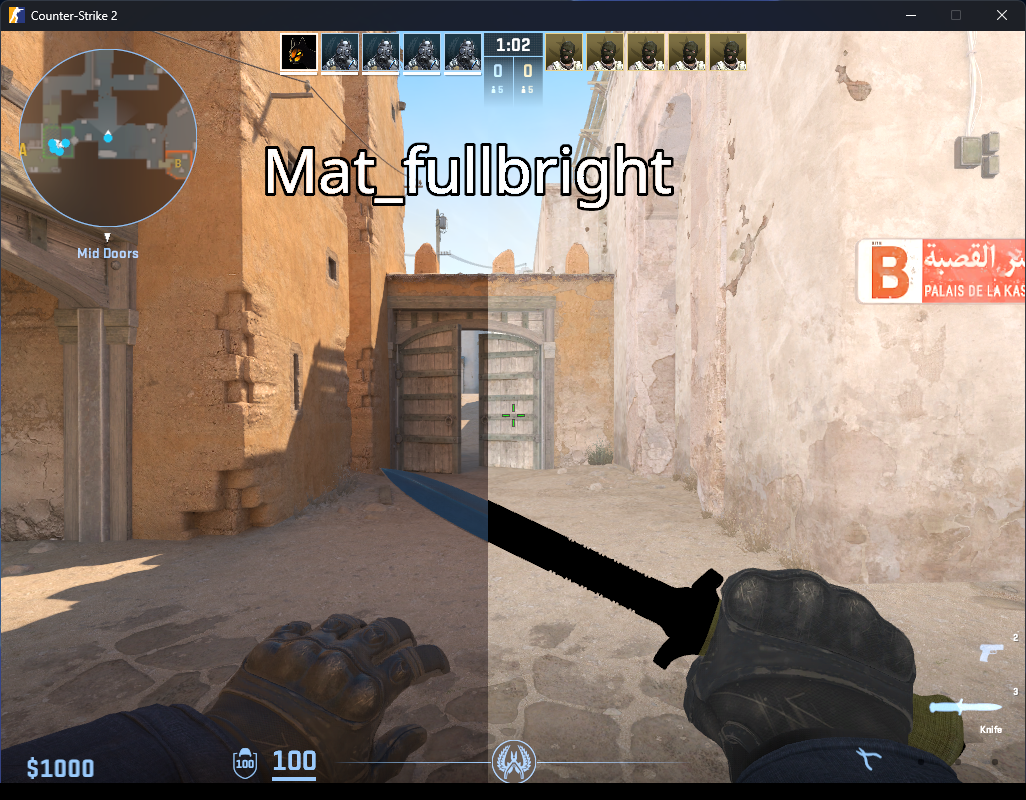 Counter-Strike 2
1:02
0 0
5 5
A
B
Mid Doors
Mat_fullbright
B
PALAIS DE LA KAS
2
3
Knife
$1000
100
100